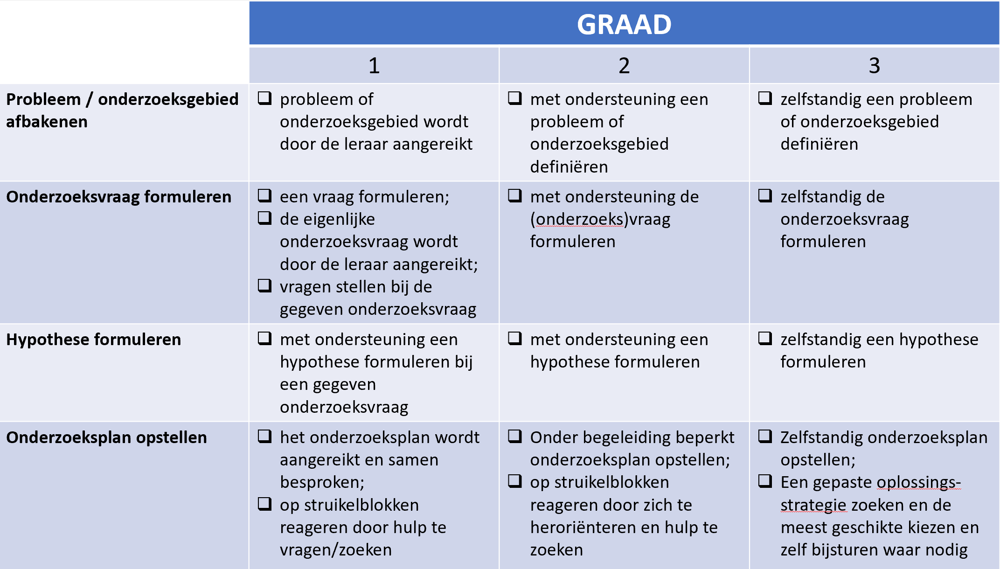 GRAAD
1
2
3
Probleem / onderzoeksgebied
afbakenen
❑ probleem of
onderzoeksgebied wordt
door de leraar aangereikt
❑ met ondersteuning een
probleem of
onderzoeksgebied
definiëren
❑ zelfstandig een probleem
of onderzoeksgebied
definiëren
Onderzoeksvraag formuleren
❑ een vraag formuleren;
❑ de eigenlijke
onderzoeksvraag wordt
door de leraar aangereikt;
❑ vragen stellen bij de
gegeven onderzoeksvraag
❑ met ondersteuning de
(onderzoeks)vraag
formuleren
❑ zelfstandig de
onderzoeksvraag
formuleren
Hypothese formuleren
❑ met ondersteuning een
hypothese formuleren bij
een gegeven
onderzoeksvraag
❑ met ondersteuning een
hypothese formuleren
❑ zelfstandig een hypothese
formuleren
Onderzoeksplan opstellen
❑ het onderzoeksplan wordt
aangereikt en samen
besproken;
❑ op struikelblokken
reageren door hulp te
vragen/zoeken
❑ Onder begeleiding beperkt
onderzoeksplan opstellen;
❑ op struikelblokken
reageren door zich te
heroriënteren en hulp te
zoeken
❑ Zelfstandig onderzoeksplan
opstellen;
❑ Een gepaste oplossings-
strategie zoeken en de
meest geschikte kiezen en
zelf bijsturen waar nodig